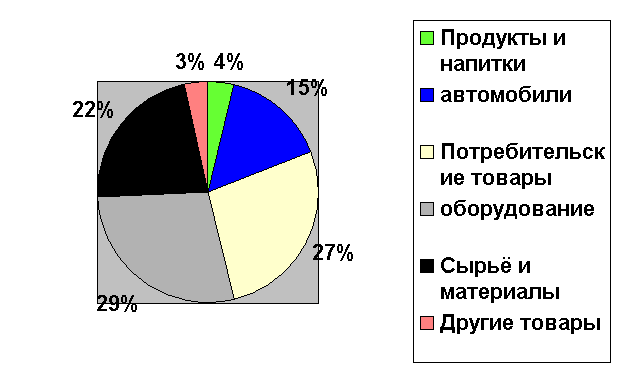 3% 4%
15%
22%
27%
29%
Продукты и
напитки
автомобили
Потребительск
ие товары
оборудование
Сырьё и
материалы
Другие товары